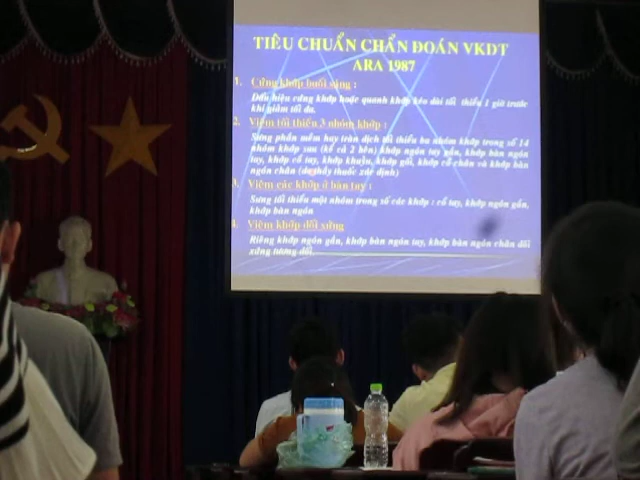 TIÊU CHUẨN CHẨN ĐOÁN VKDT
ARA 1987
1. Cứng khớp buổi sáng :
Dấu hiệu cứng khớp hoặc quanh khớp kéo dài tối thiểu 1 giờ trước
khi giảm tối đa.
2. Viêm tối thiểu 3 nhóm khớp :
Sưng phần mềm hay tràn dịch tối thiểu ba nhóm khớp trong số 14
nhóm khớp sau (kể cả 2 bên) khớp ngón tay gần, khớp bàn ngón
tay, khớp cổ tay, khớp khuỷu, khớp gối, khớp cổ chân và khớp bàn
ngón chân (do thầy thuốc xác định)
3. Viêm các khớp ở bàn tay :
Sưng tối thiểu một nhóm trong số các khớp : cổ tay, khớp ngón gần,
khớp bàn ngón
4. Viêm khớp đối xứng
Riêng khớp ngón gần, khớp bàn ngón tay, khớp bàn ngón chân đối
xứng tương đối.